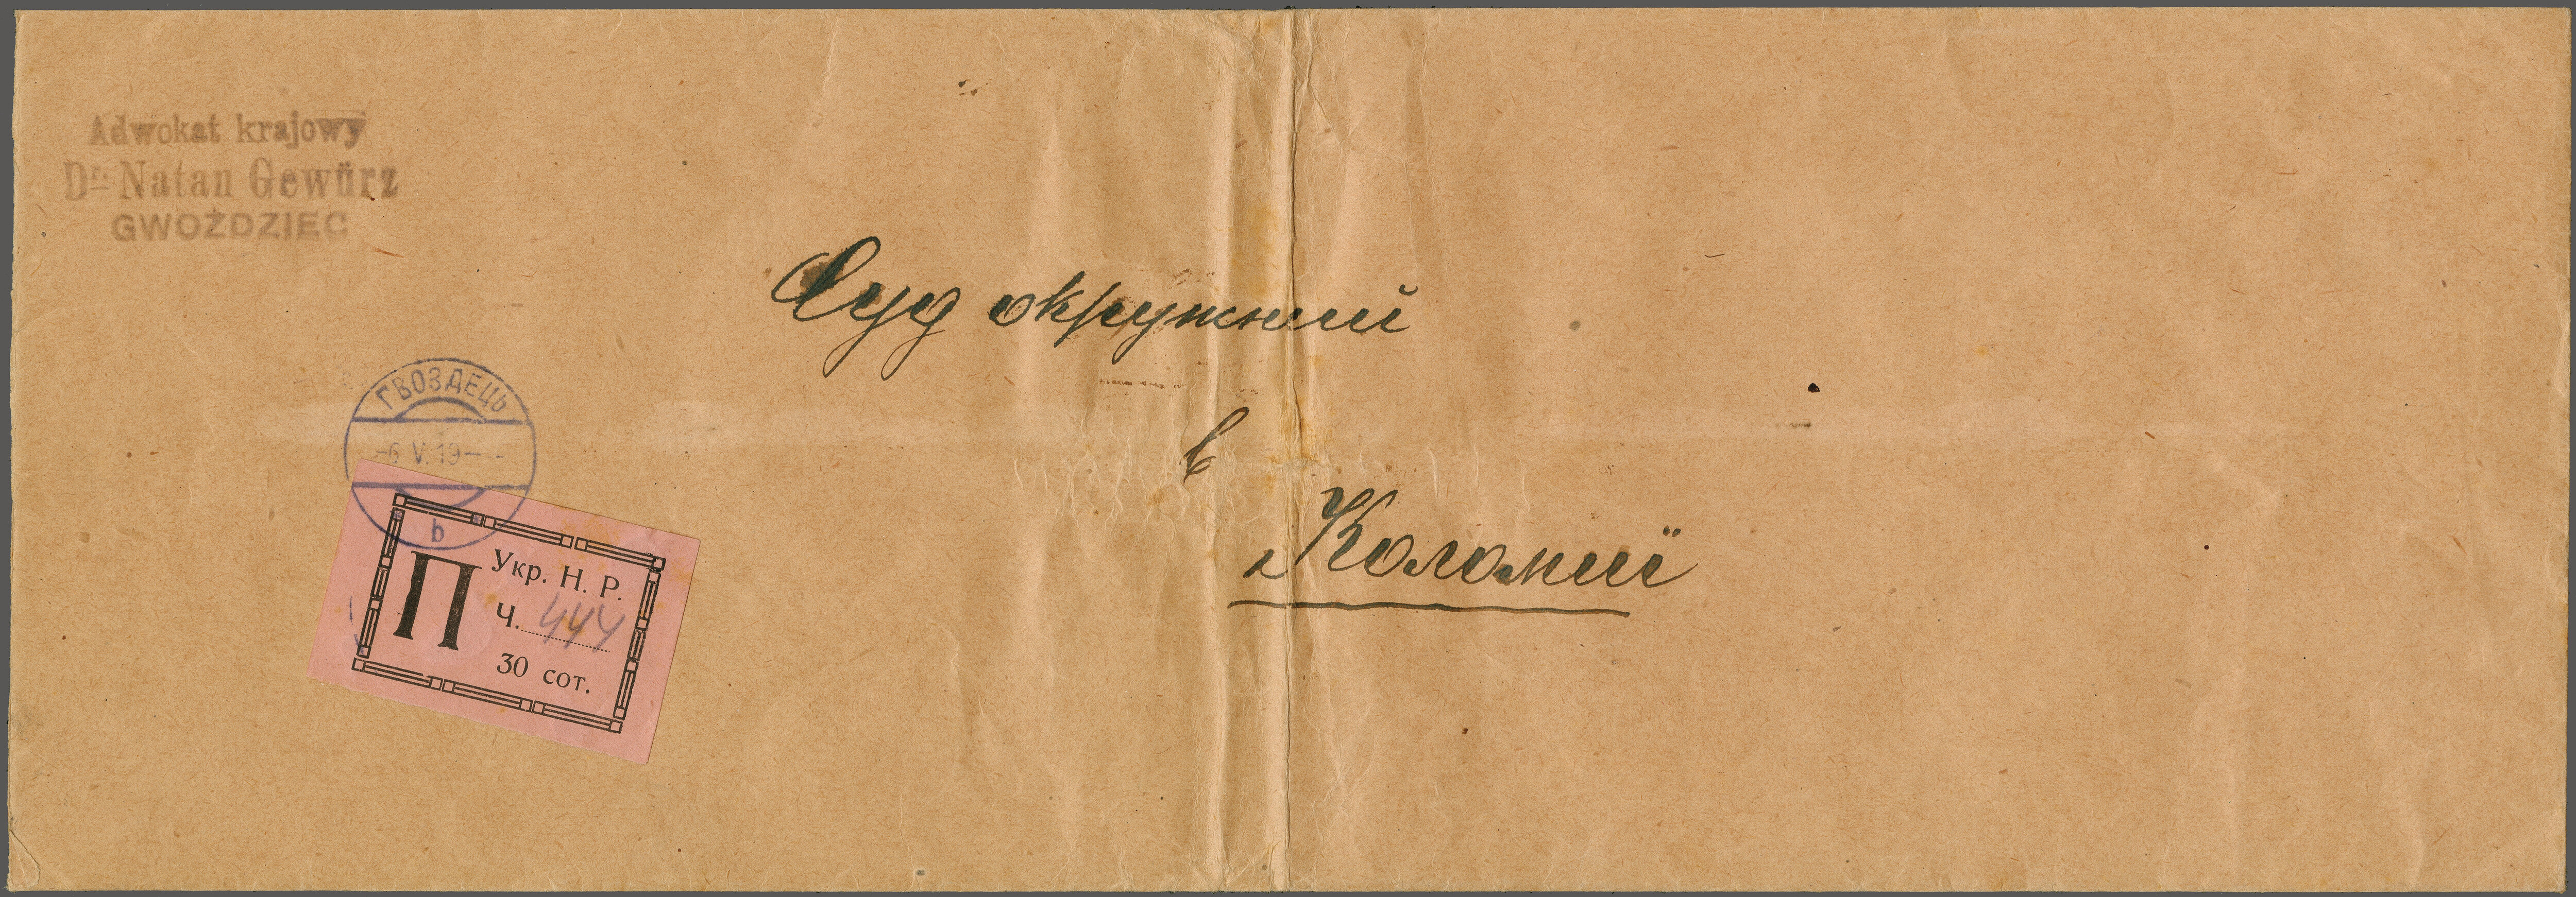 Adwokat krajowy
Dr. Natan Gewürz
GWOŻDZIEC
Суд окружний
в
Коломиї
ГВОЗДЕЦЬ
-6 V. 19--
b
П
Укр. Н. Р.
Ч. 444
30 сот.